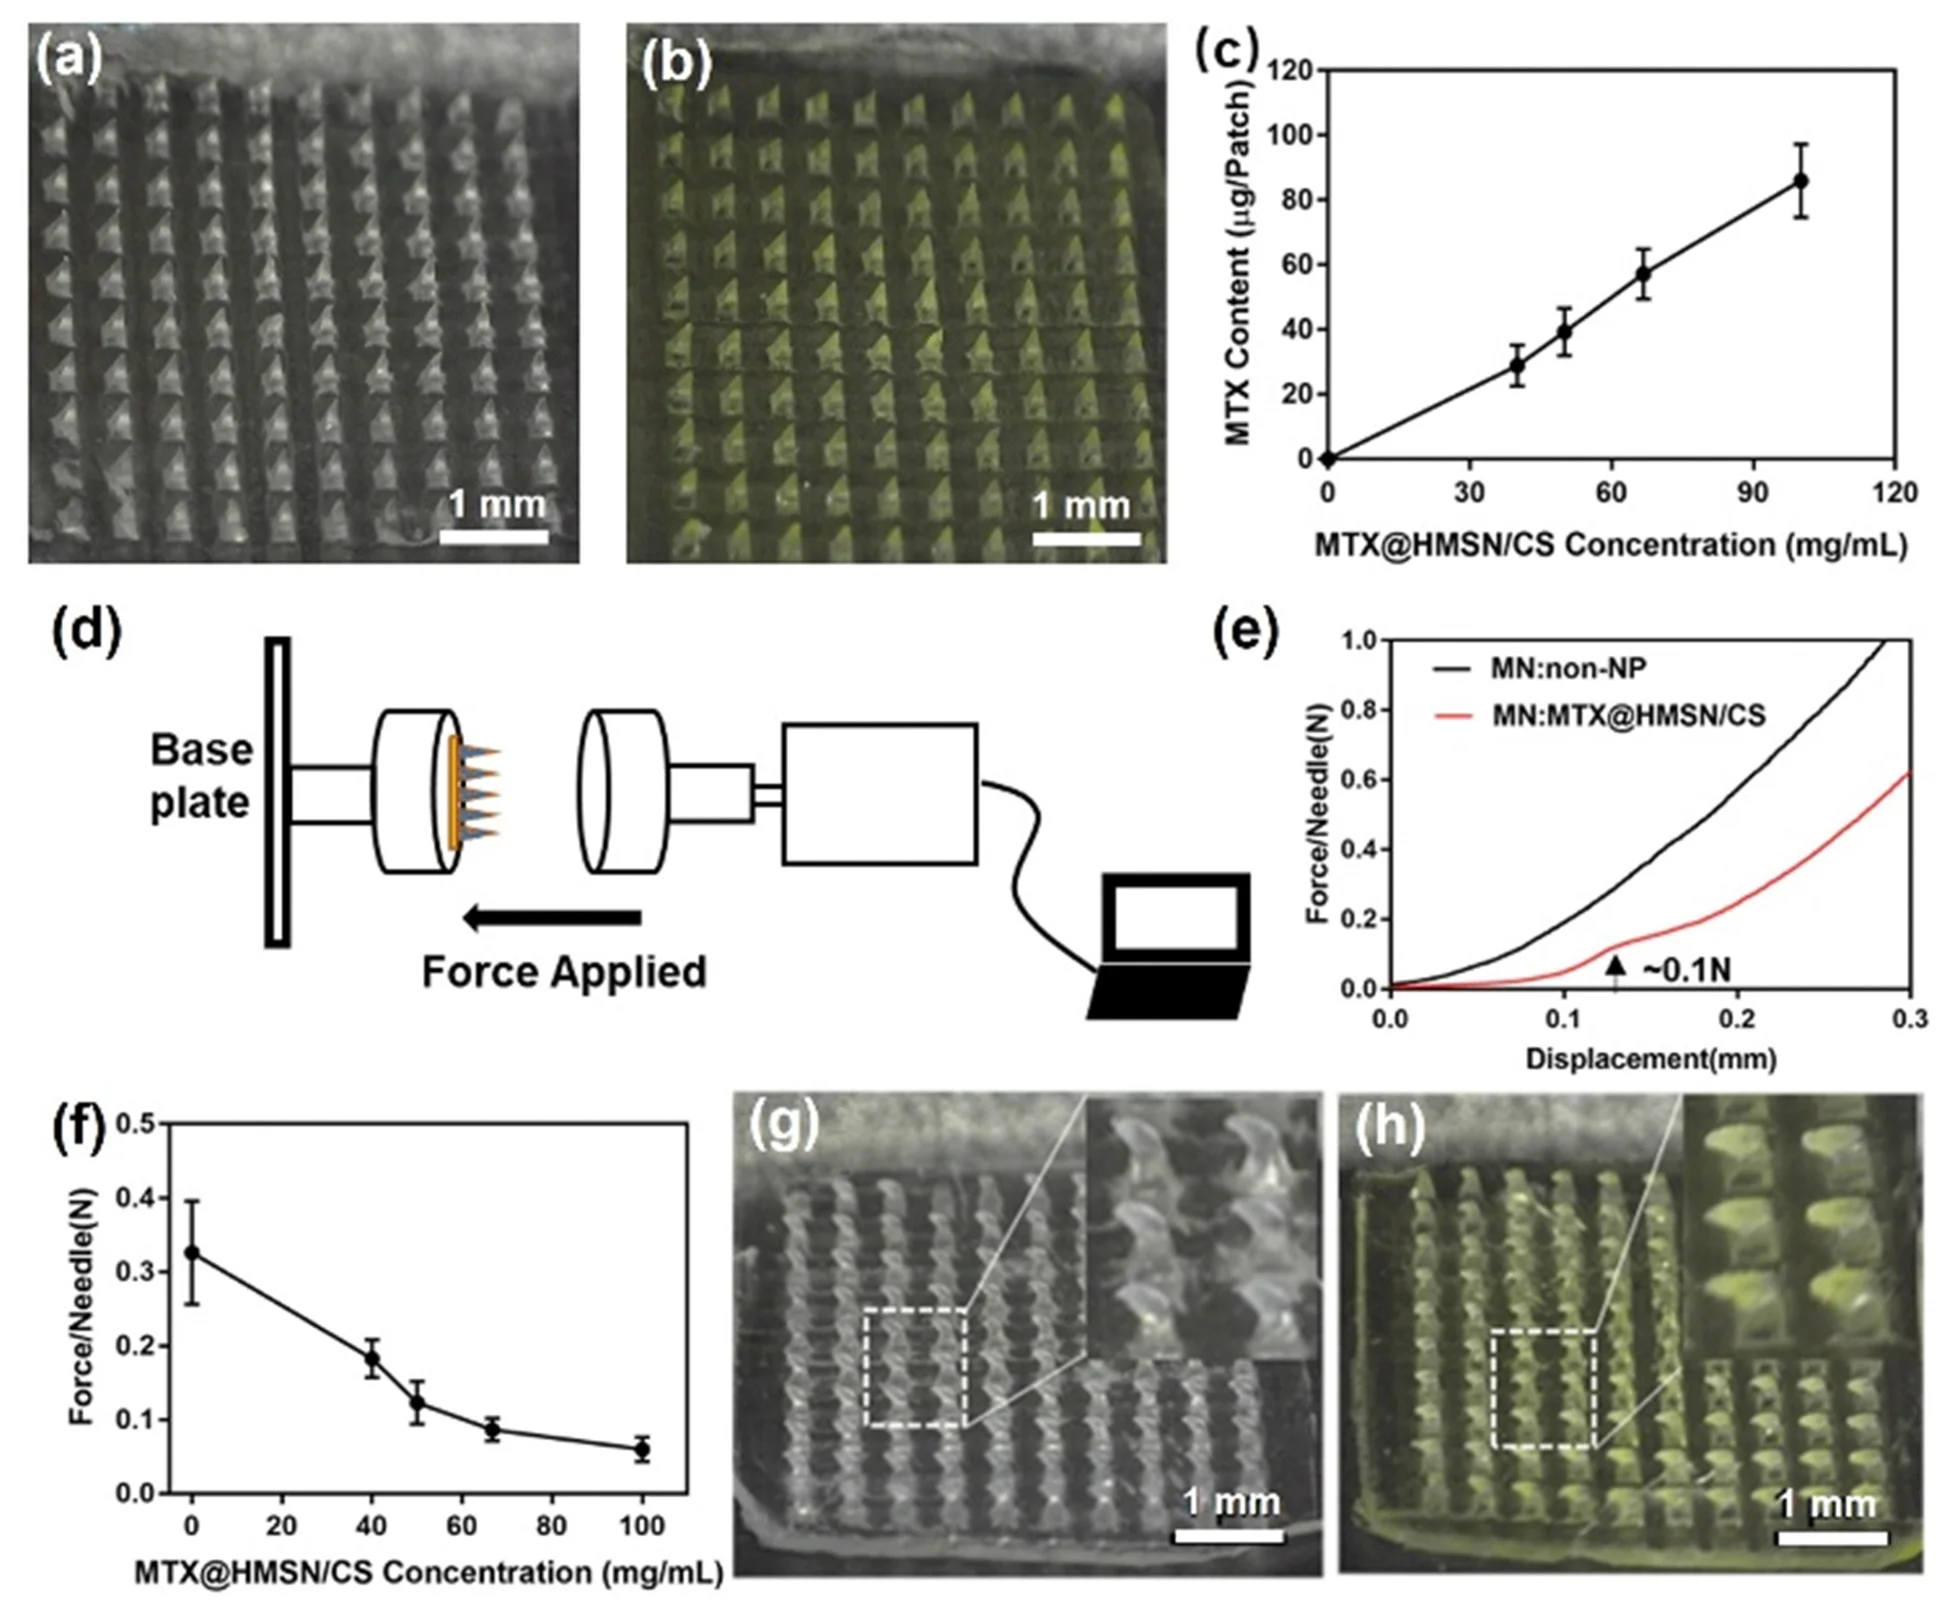 (a)
1 mm
(b)
1 mm
(c)
MTX Content (μg/Patch)
120
100
80
60
40
20
0
0 30 60 90 120
MTX@HMSN/CS Concentration (mg/mL)
(d)
Base
plate
Force Applied
(e)
Force/Needle(N)
1.0
0.8
0.6
0.4
0.2
0.0
MN:non-NP
MN:MTX@HMSN/CS
~0.1N
0.0 0.1 0.2 0.3
Displacement(mm)
(f)
Force/Needle(N)
0.5
0.4
0.3
0.2
0.1
0.0
0 20 40 60 80 100
MTX@HMSN/CS Concentration (mg/mL)
(g)
1 mm
(h)
1 mm